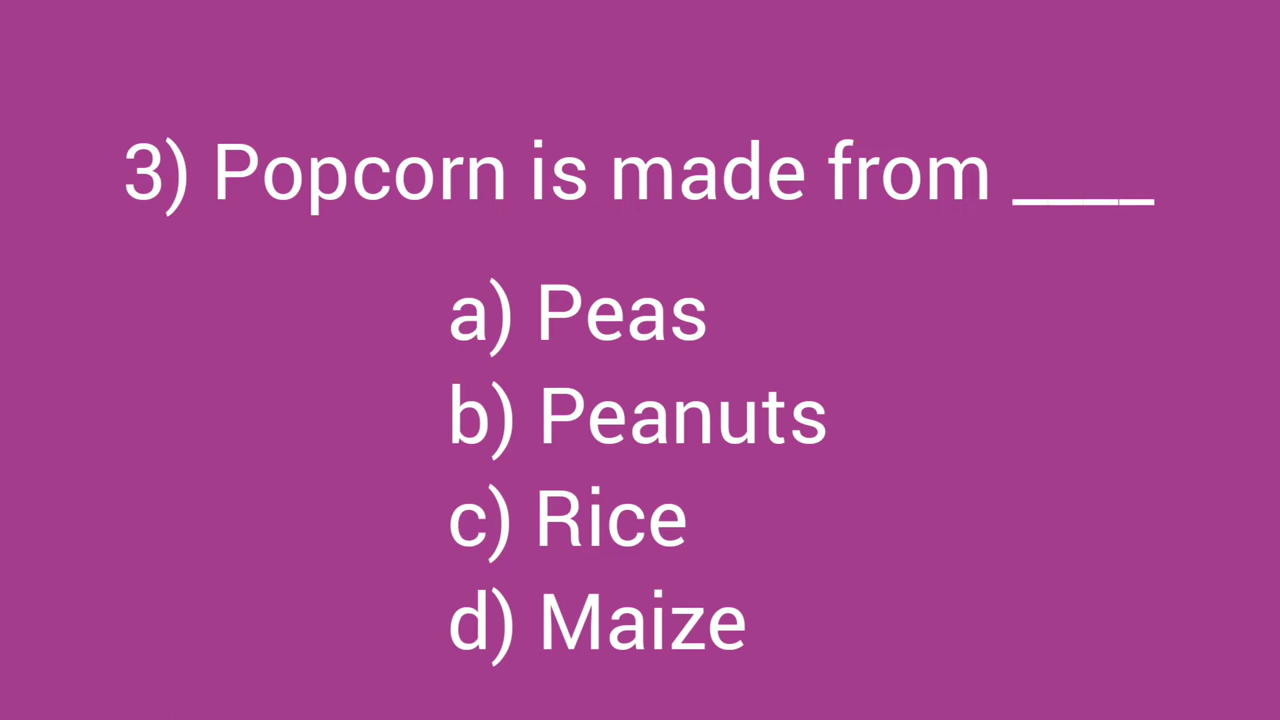 3) Popcorn is made from ____
a) Peas
b) Peanuts
c) Rice
d) Maize